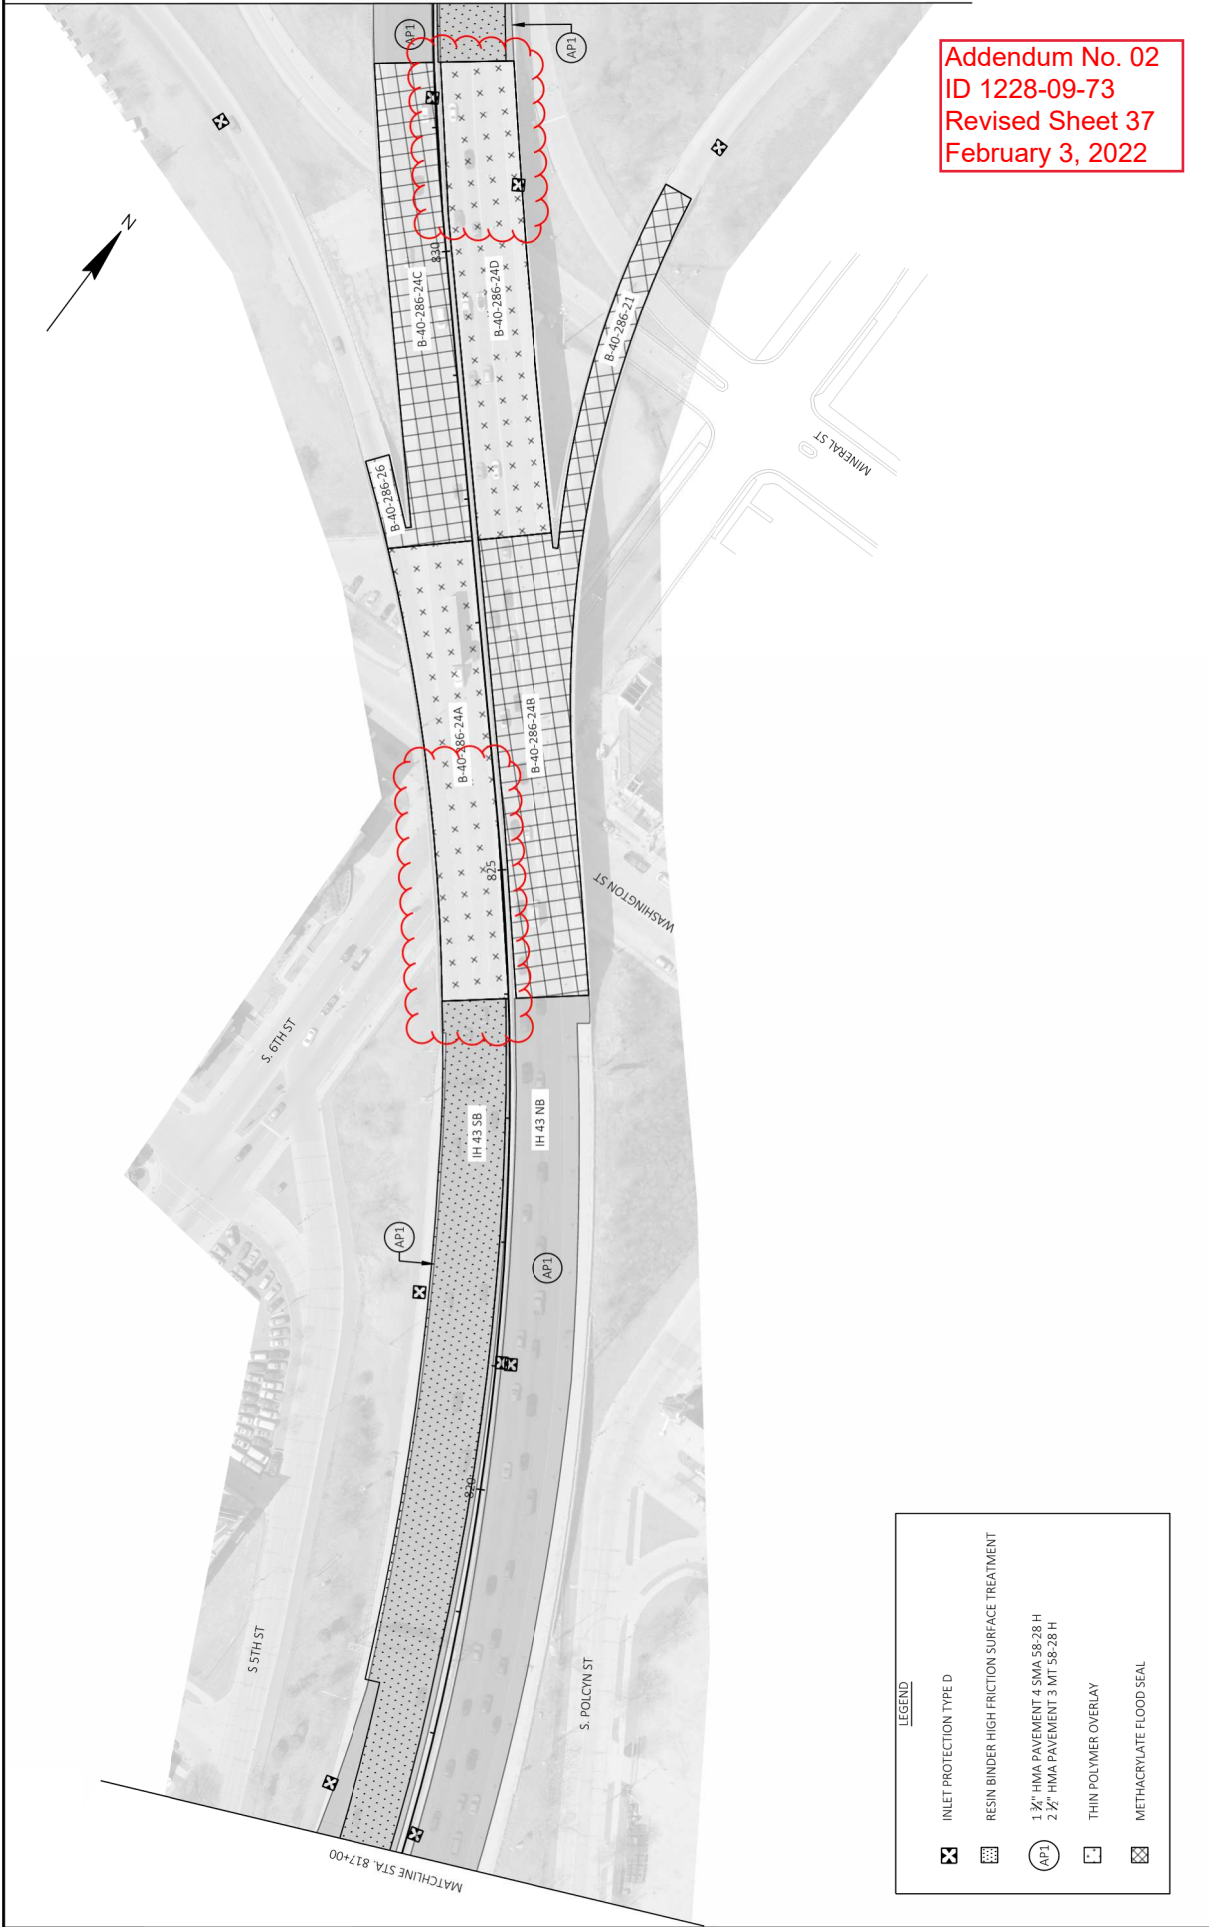 Addendum No. 02
ID 1228-09-73
Revised Sheet 37
February 3, 2022
AP1
AP1
N
830
B-40-286-24C
B-40-286-24D
B-40-286-21
MINERAL ST
B-40-286-26
B-40-286-24A
B-40-286-24B
825
WASHINGTON ST
S. 6TH ST
IH 43 SB
IH 43 NB
AP1
AP1
820
S 5TH ST
S. POLCYN ST
MATCHLINE STA. 817+00
LEGEND
INLET PROTECTION TYPE D
RESIN BINDER HIGH FRICTION SURFACE TREATMENT
AP1
1 ¾" HMA PAVEMENT 4 SMA 58-28 H
2 ½" HMA PAVEMENT 3 MT 58-28 H
THIN POLYMER OVERLAY
METHACRYLATE FLOOD SEAL